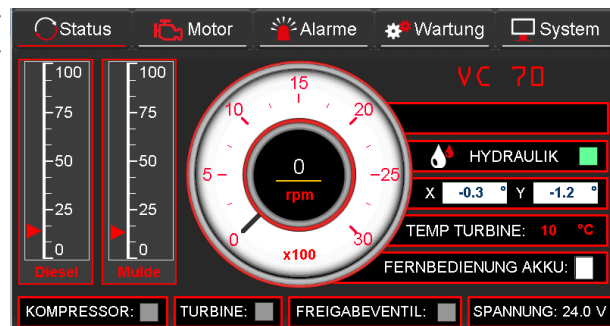 Status Motor Alarme Wartung System
VC 70
100 100
75 75
50 50
25 25
0 0
Diesel Mulde
15
10 20
5 25
0 30
0
rpm
x100
HYDRAULIK
X -0.3 ° Y -1.2 °
TEMP TURBINE: 10 °C
FERNBEDIENUNG AKKU:
KOMPRESSOR: TURBINE: FREIGABEVENTIL: SPANNUNG: 24.0 V